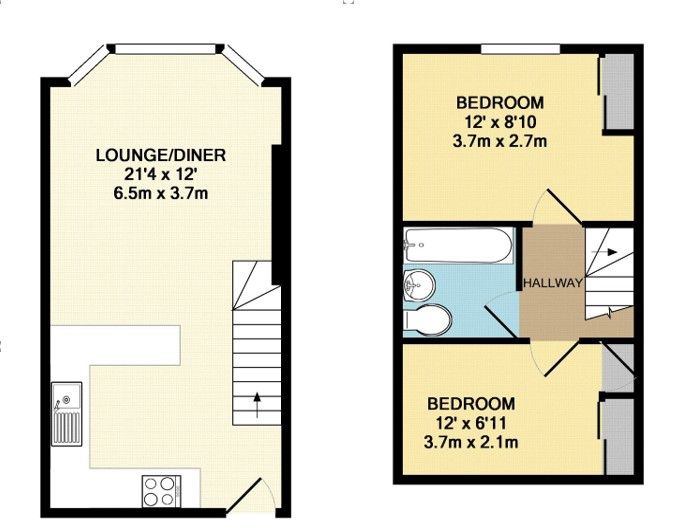 LOUNGE/DINER
21'4 x 12'
6.5m x 3.7m
BEDROOM
12' x 8'10
3.7m x 2.7m
HALLWAY
BEDROOM
12' x 6'11
3.7m x 2.1m